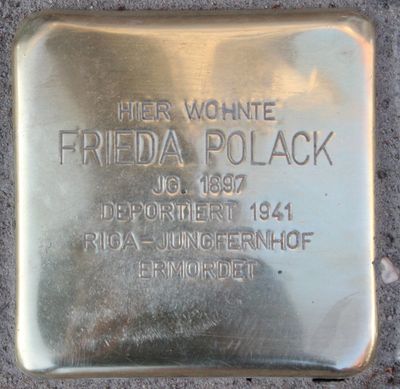 HIER WOHNTE
FRIEDA POLACK
JG. 1897
DEPORTIERT 1941
RIGA-JUNGFERNHOF
ERMORDET